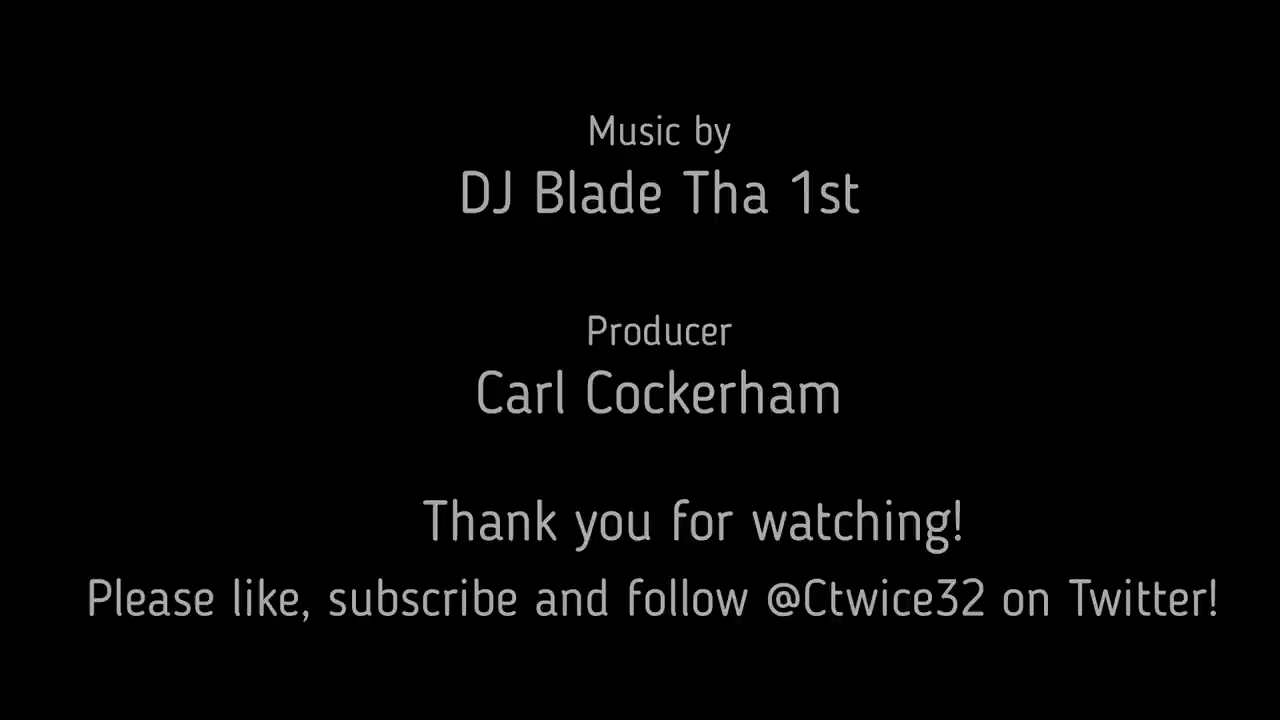 Music by
DJ Blade Tha 1st
Producer
Carl Cockerham
Thank you for watching!
Please like, subscribe and follow @Ctwice32 on Twitter!